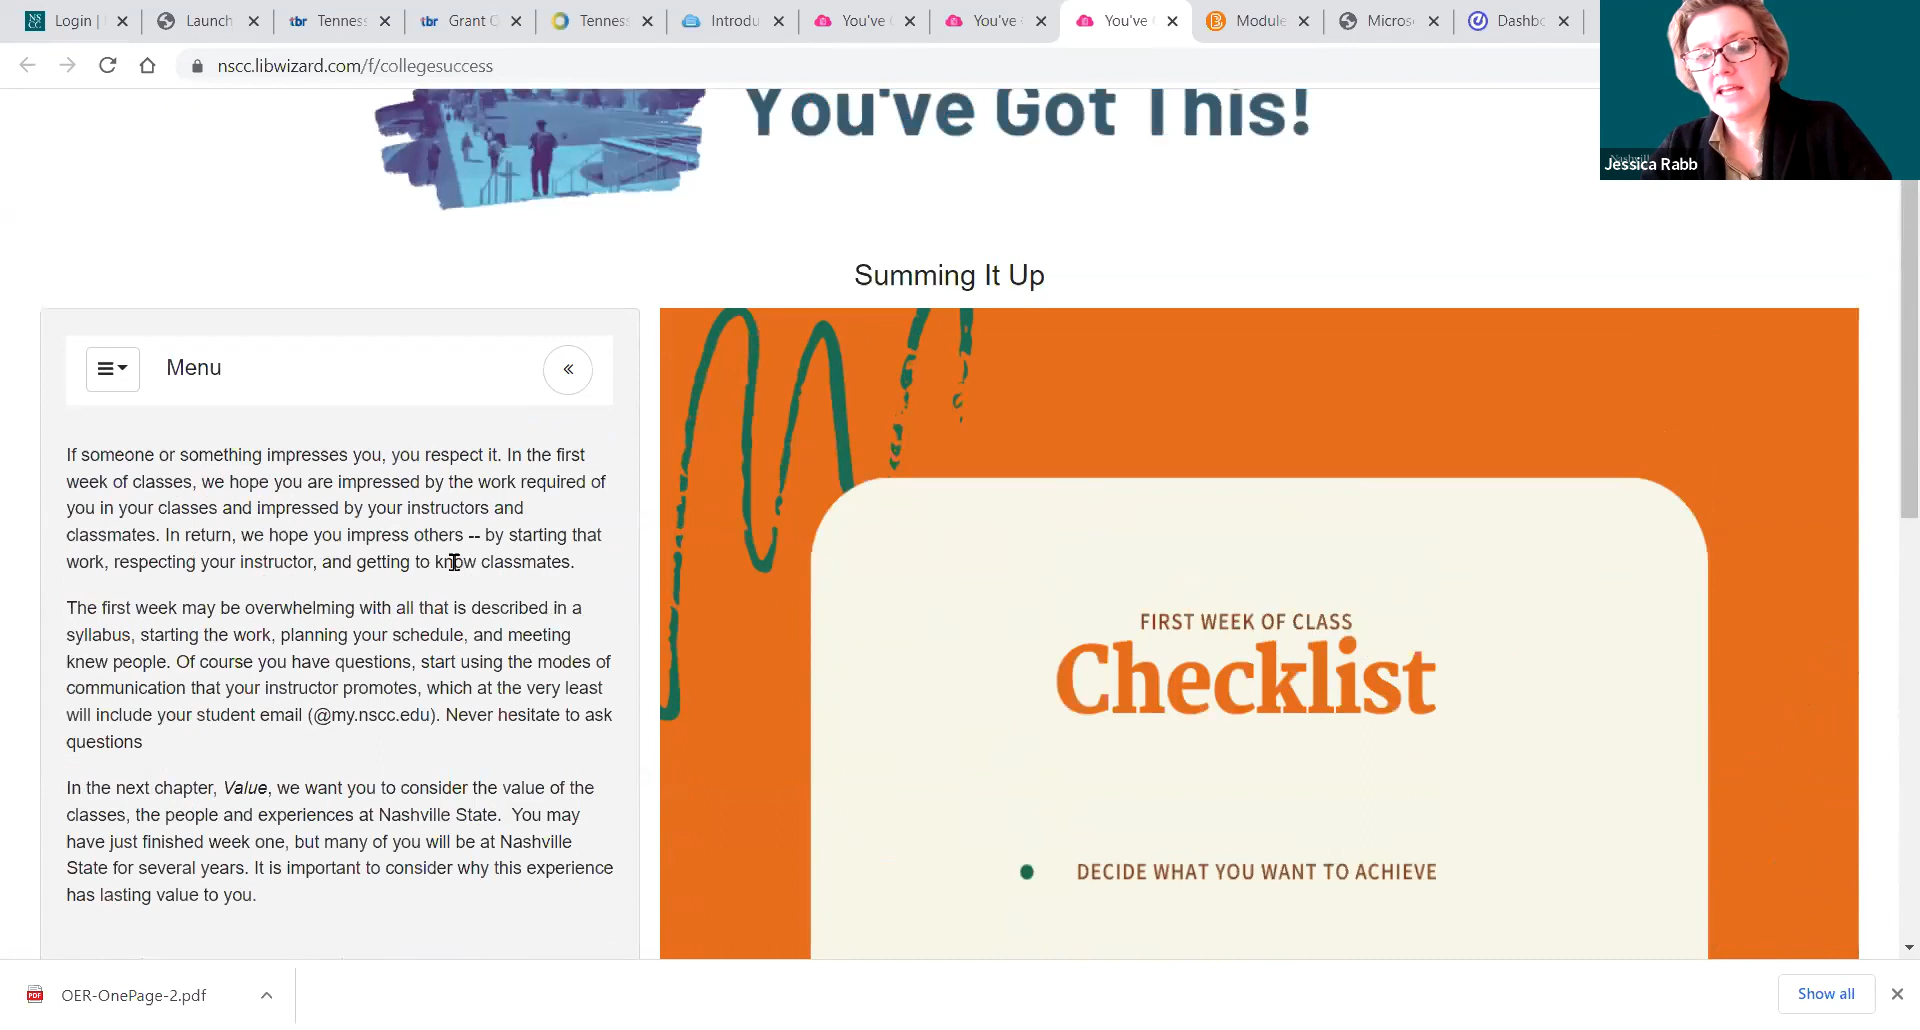 Login |
Launch
tbr Tenness
tbr Grant O
Tennes
Introdu
You've
You've
You've
Module
Micros
Dashbo
nscc.libwizard.com/f/collegesuccess
You've Got This!
Jessica Rabb
Summing It Up
Menu
If someone or something impresses you, you respect it. In the first
week of classes, we hope you are impressed by the work required of
you in your classes and impressed by your instructors and
classmates. In return, we hope you impress others -- by starting that
work, respecting your instructor, and getting to know classmates.
The first week may be overwhelming with all that is described in a
syllabus, starting the work, planning your schedule, and meeting
knew people. Of course you have questions, start using the modes of
communication that your instructor promotes, which at the very least
will include your student email (@my.nscc.edu). Never hesitate to ask
questions
In the next chapter, Value, we want you to consider the value of the
classes, the people and experiences at Nashville State.  You may
have just finished week one, but many of you will be at Nashville
State for several years. It is important to consider why this experience
has lasting value to you.
FIRST WEEK OF CLASS
Checklist
DECIDE WHAT YOU WANT TO ACHIEVE
PDF OER-OnePage-2.pdf
Show all